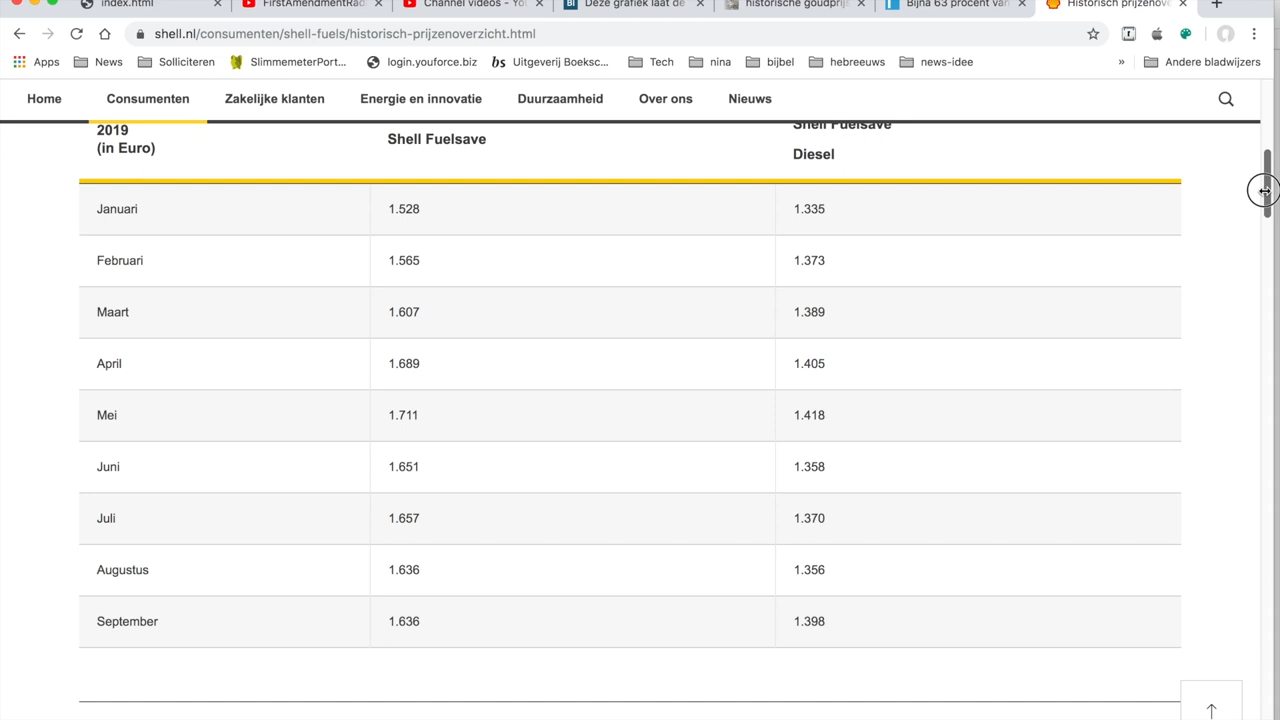 index.html
FirstAmendmentRad
Channel videos - You
Deze grafiek laat de
historische goudprijs
Bijna 63 procent van
Historisch prijzenove
shell.nl/consumenten/shell-fuels/historisch-prijzenoverzicht.html
Apps News Solliciteren SlimmemeterPort... login.youforce.biz bs Uitgeverij Boeksc... Tech nina bijbel hebreeuws news-idee » Andere bladwijzers
Home Consumenten Zakelijke klanten Energie en innovatie Duurzaamheid Over ons Nieuws
2019
(in Euro)
Shell Fuelsave
Shell Fuelsave
Diesel
Januari 1.528 1.335
Februari 1.565 1.373
Maart 1.607 1.389
April 1.689 1.405
Mei 1.711 1.418
Juni 1.651 1.358
Juli 1.657 1.370
Augustus 1.636 1.356
September 1.636 1.398